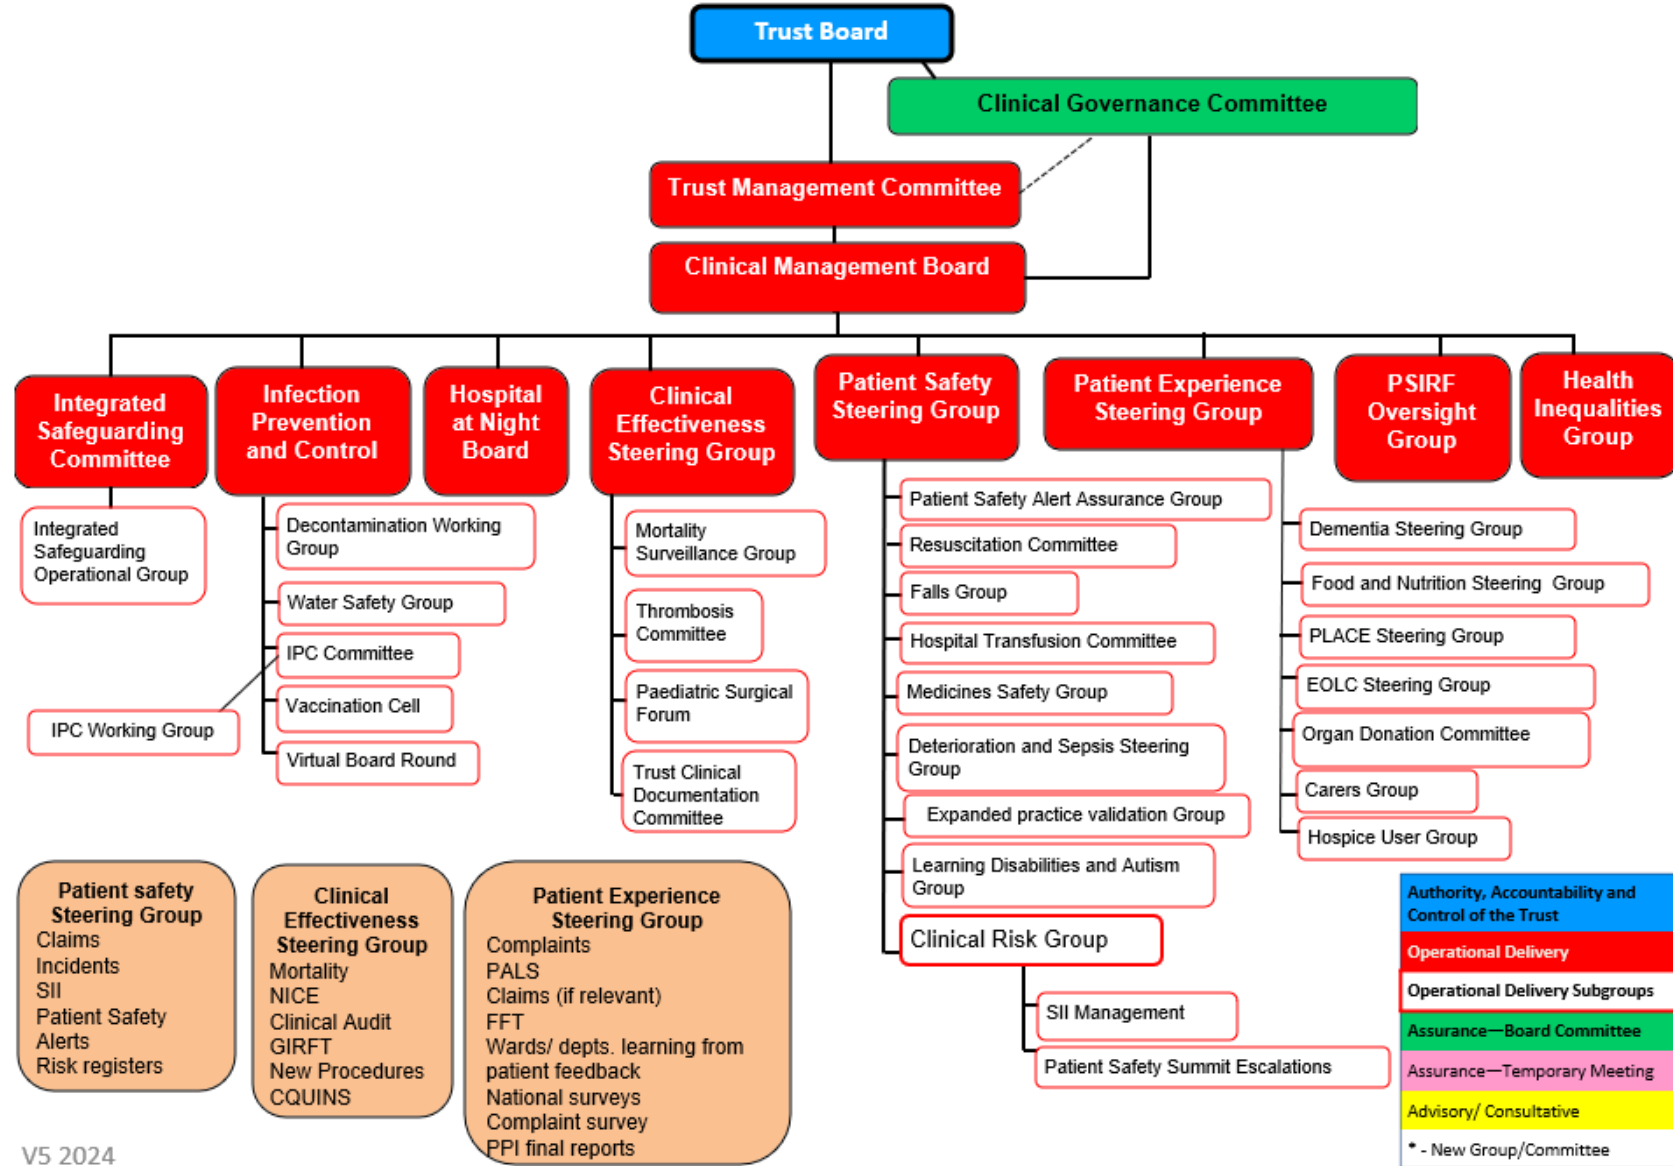 Trust Board
Clinical Governance Committee
Trust Management Committee
Clinical Management Board
Integrated
Safeguarding
Committee
Infection
Prevention
and Control
Hospital
at Night
Board
Clinical
Effectiveness
Steering Group
Patient Safety
Steering Group
Patient Experience
Steering Group
PSIRF
Oversight
Group
Health
Inequalities
Group
Integrated
Safeguarding
Operational Group
Decontamination Working
Group
Water Safety Group
IPC Committee
IPC Working Group
Vaccination Cell
Virtual Board Round
Mortality
Surveillance Group
Thrombosis
Committee
Paediatric Surgical
Forum
Trust Clinical
Documentation
Committee
Patient Safety Alert Assurance Group
Resuscitation Committee
Falls Group
Hospital Transfusion Committee
Medicines Safety Group
Deterioration and Sepsis Steering
Group
Expanded practice validation Group
Learning Disabilities and Autism
Group
Clinical Risk Group
SII Management
Patient Safety Summit Escalations
Dementia Steering Group
Food and Nutrition Steering Group
PLACE Steering Group
EOLC Steering Group
Organ Donation Committee
Carers Group
Hospice User Group
Patient safety
Steering Group
Claims
Incidents
SII
Patient Safety
Alerts
Risk registers
Clinical
Effectiveness
Steering Group
Mortality
NICE
Clinical Audit
GIRFT
New Procedures
CQUINS
Patient Experience
Steering Group
Complaints
PALS
Claims (if relevant)
FFT
Wards/ depts. learning from
patient feedback
National surveys
Complaint survey
PPI final reports
Authority, Accountability and
Control of the Trust
Operational Delivery
Operational Delivery Subgroups
Assurance—Board Committee
Assurance—Temporary Meeting
Advisory/ Consultative
* - New Group/Committee
V5 2024